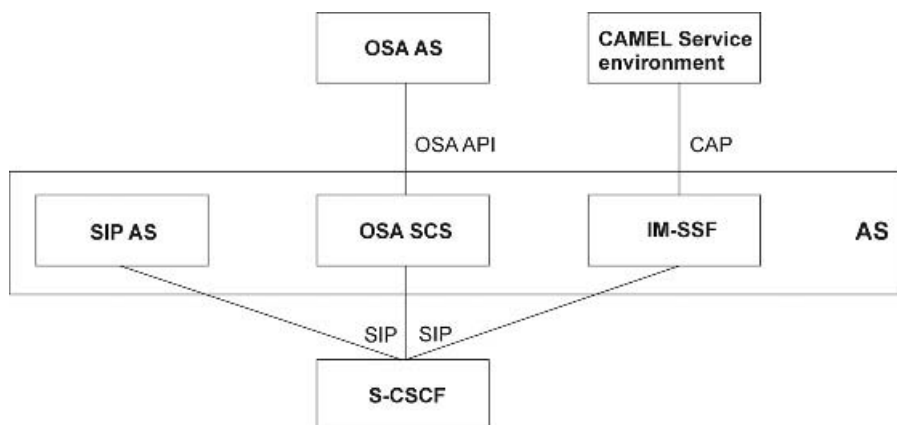 OSA AS
CAMEL Service
environment
OSA API
CAP
SIP AS
OSA SCS
IM-SSF
AS
SIP
SIP
S-CSCF